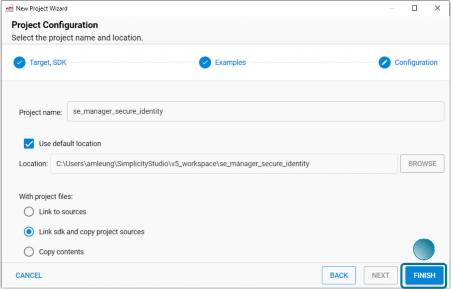 New Project Wizard
Project Configuration
Select the project name and location.
Target, SDK
Examples
Configuration
Project name: se_manager_secure_identity
Use default location
Location: C:\Users\amleung\SimplicityStudio\v5_workspace\se_manager_secure_identity BROWSE
With project files:
Link to sources
Link sdk and copy project sources
Copy contents
CANCEL BACK NEXT FINISH